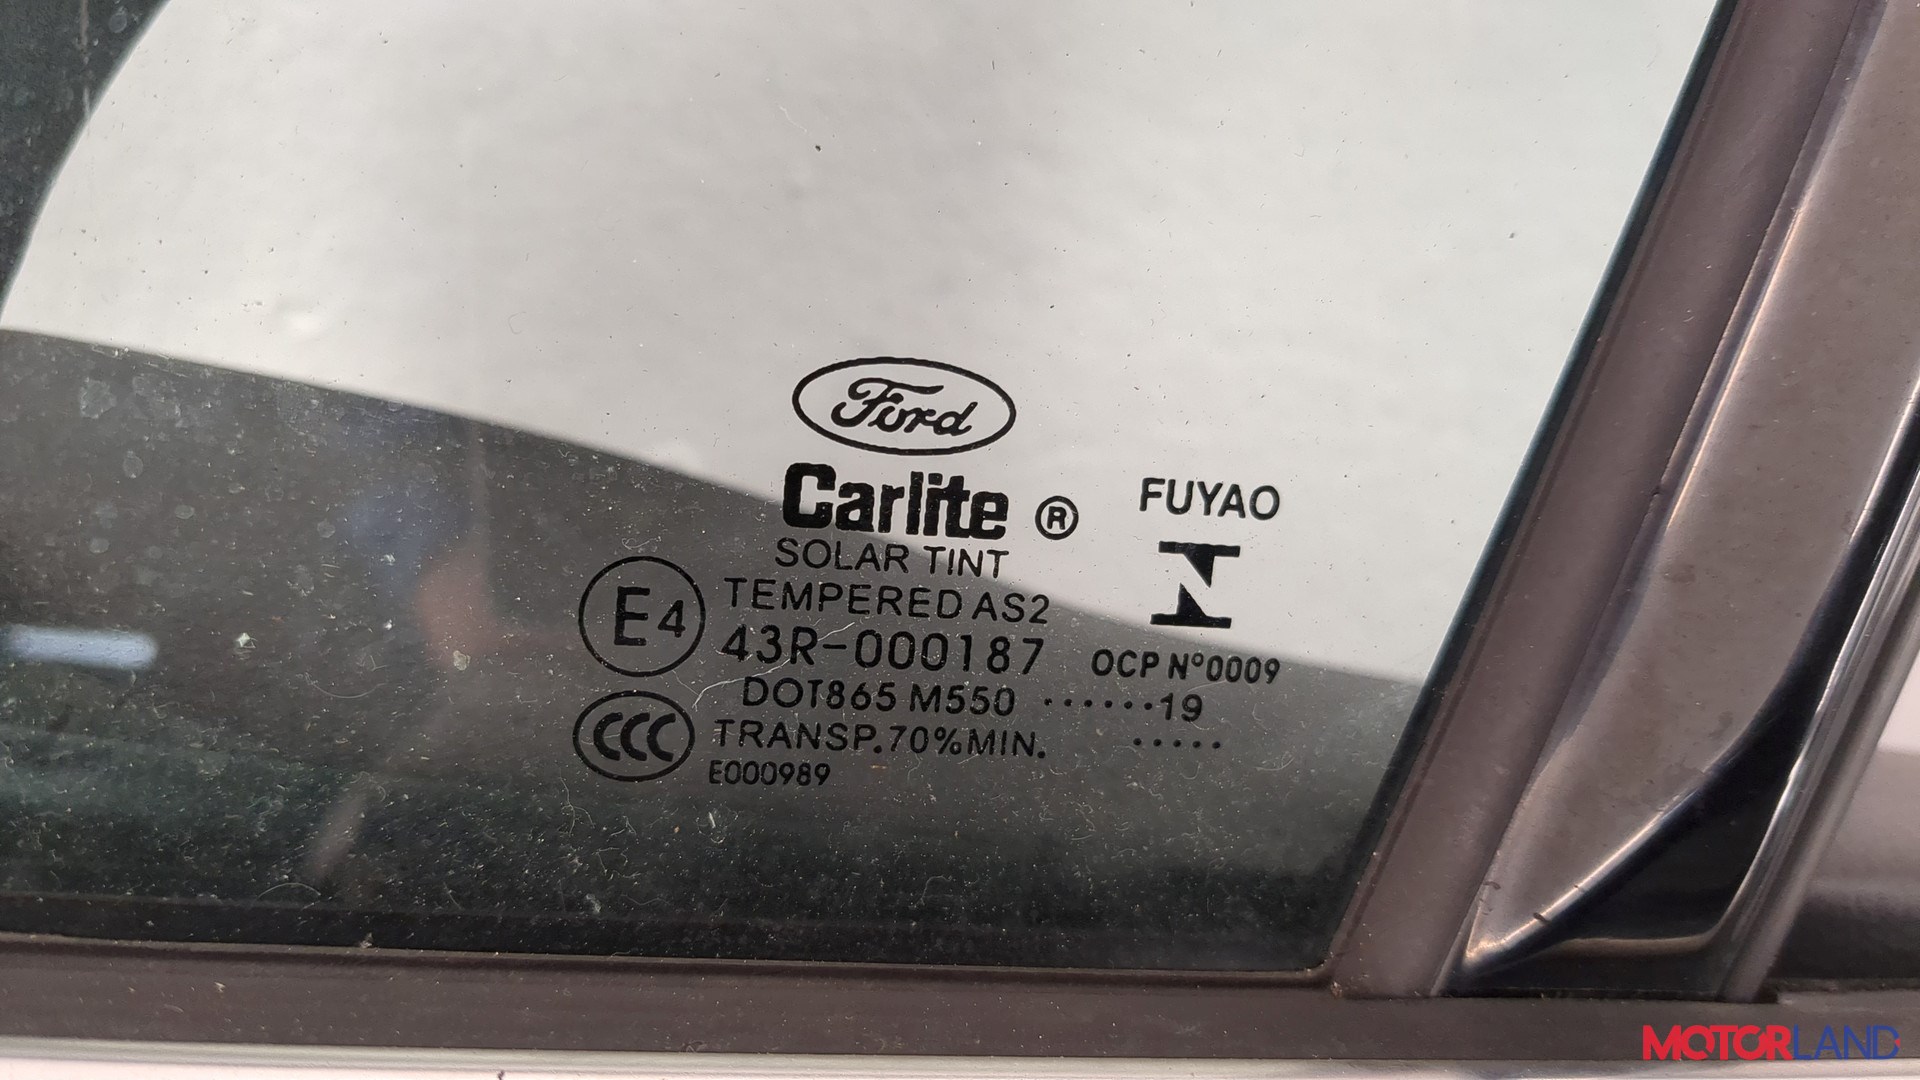 Ford
Carlite ®
FUYAO
SOLAR TINT
TEMPERED AS2
E4
43R-000187
OCP Nº0009
DOT865 M550 ······19
CCC
TRANSP.70%MIN. ·····
E000989
MOTORLAND